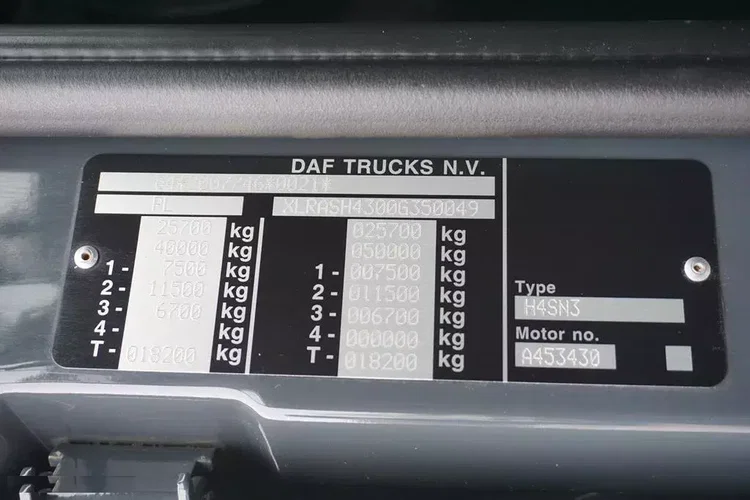 DAF TRUCKS N.V.
NL XLRASH4300G350049
25700 kg 025700 kg
40000 kg 050000 kg
1- 7500 kg 1- 007500 kg
2- 11500 kg 2- 011500 kg
3- 6700 kg 3- 006700 kg
4- kg 4- 000000 kg
T- 018200 kg T- 018200 kg
Type
H4SN3
Motor no.
A453430